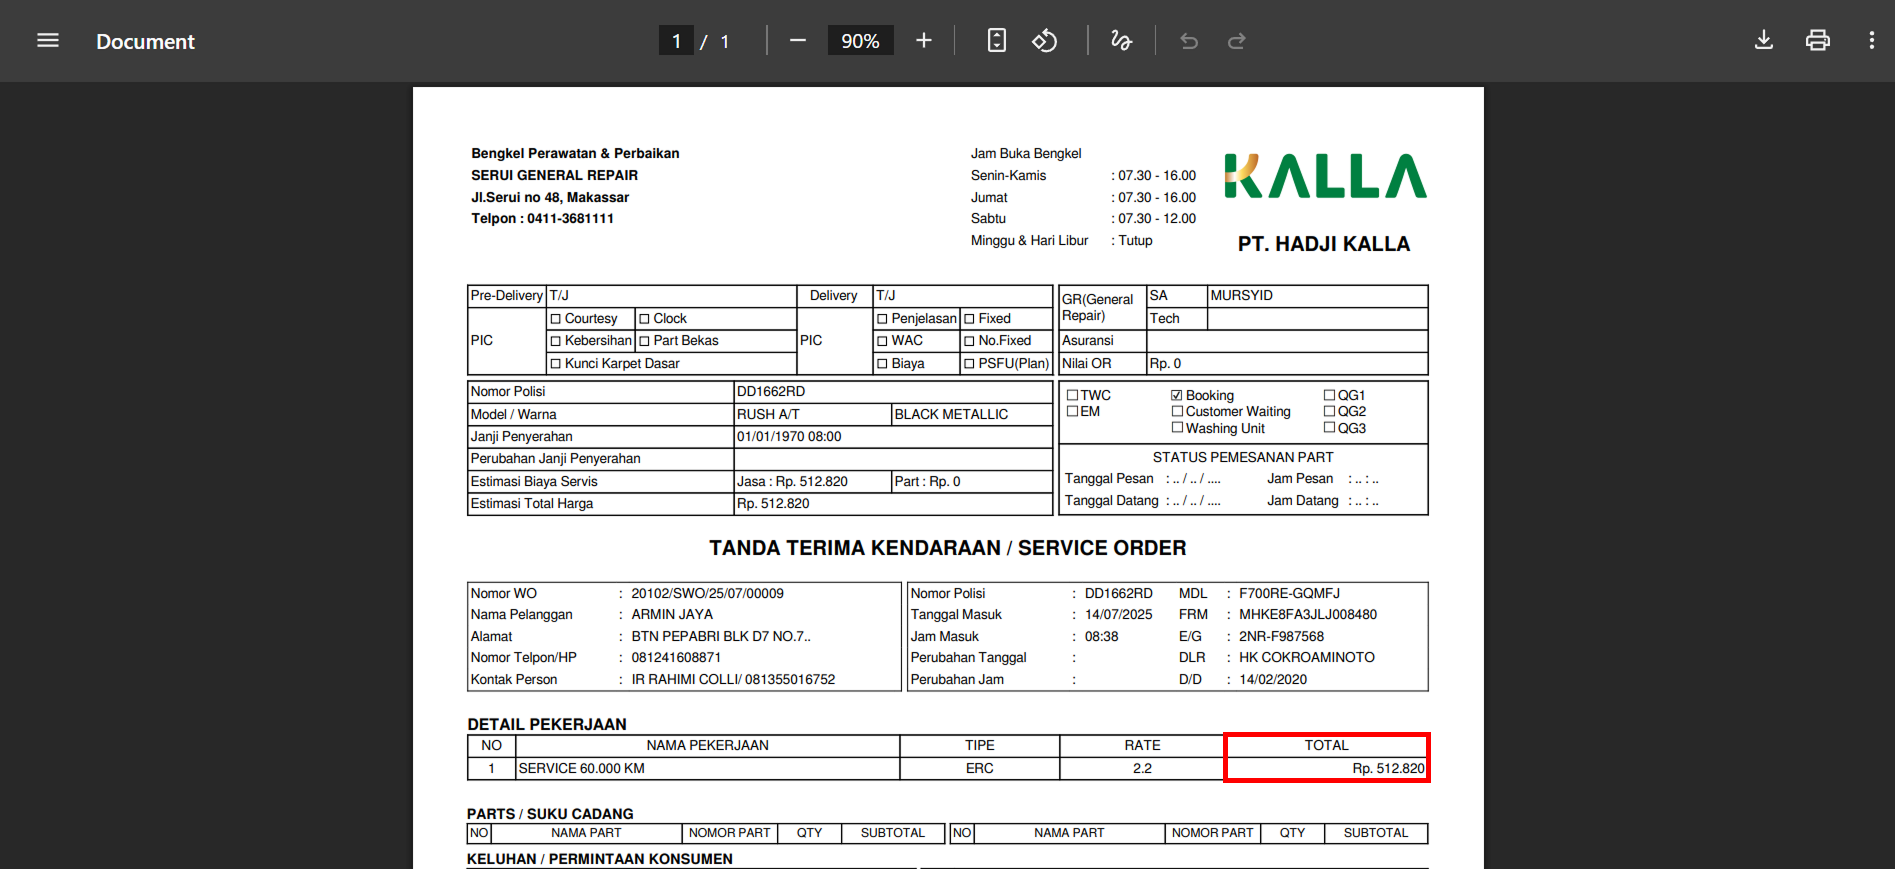 Document
1 / 1
90%
Bengkel Perawatan & Perbaikan
SERUI GENERAL REPAIR
Jl.Serui no 48, Makassar
Telpon : 0411-3681111
Jam Buka Bengkel
Senin-Kamis : 07.30 - 16.00
Jumat : 07.30 - 16.00
Sabtu : 07.30 - 12.00
Minggu & Hari Libur : Tutup
KALLA
PT. HADJI KALLA
Pre-Delivery T/J Delivery T/J
PIC Courtesy Clock PIC Penjelasan Fixed
Kebersihan Part Bekas WAC No.Fixed
Kunci Karpet Dasar Biaya PSFU(Plan)
GR(General Repair) SA MURSYID
Tech
Asuransi
Nilai OR Rp. 0
Nomor Polisi DD1662RD
Model / Warna RUSH A/T BLACK METALLIC
Janji Penyerahan 01/01/1970 08:00
Perubahan Janji Penyerahan
Estimasi Biaya Servis Jasa : Rp. 512.820 Part : Rp. 0
Estimasi Total Harga Rp. 512.820
TWC Booking QG1
EM Customer Waiting QG2
Washing Unit QG3
STATUS PEMESANAN PART
Tanggal Pesan : .. / .. / .... Jam Pesan : .. : ..
Tanggal Datang : .. / .. / .... Jam Datang : .. : ..
TANDA TERIMA KENDARAAN / SERVICE ORDER
Nomor WO : 20102/SWO/25/07/00009
Nama Pelanggan : ARMIN JAYA
Alamat : BTN PEPABRI BLK D7 NO.7..
Nomor Telpon/HP : 081241608871
Kontak Person : IR RAHIMI COLLI/ 081355016752
Nomor Polisi : DD1662RD MDL : F700RE-GQMFJ
Tanggal Masuk : 14/07/2025 FRM : MHKE8FA3JLJ008480
Jam Masuk : 08:38 E/G : 2NR-F987568
Perubahan Tanggal : DLR : HK COKROAMINOTO
Perubahan Jam : D/D : 14/02/2020
DETAIL PEKERJAAN
NO NAMA PEKERJAAN TIPE RATE TOTAL
1 SERVICE 60.000 KM ERC 2.2 Rp. 512.820
PARTS / SUKU CADANG
NO NAMA PART NOMOR PART QTY SUBTOTAL NO NAMA PART NOMOR PART QTY SUBTOTAL
KELUHAN / PERMINTAAN KONSUMEN